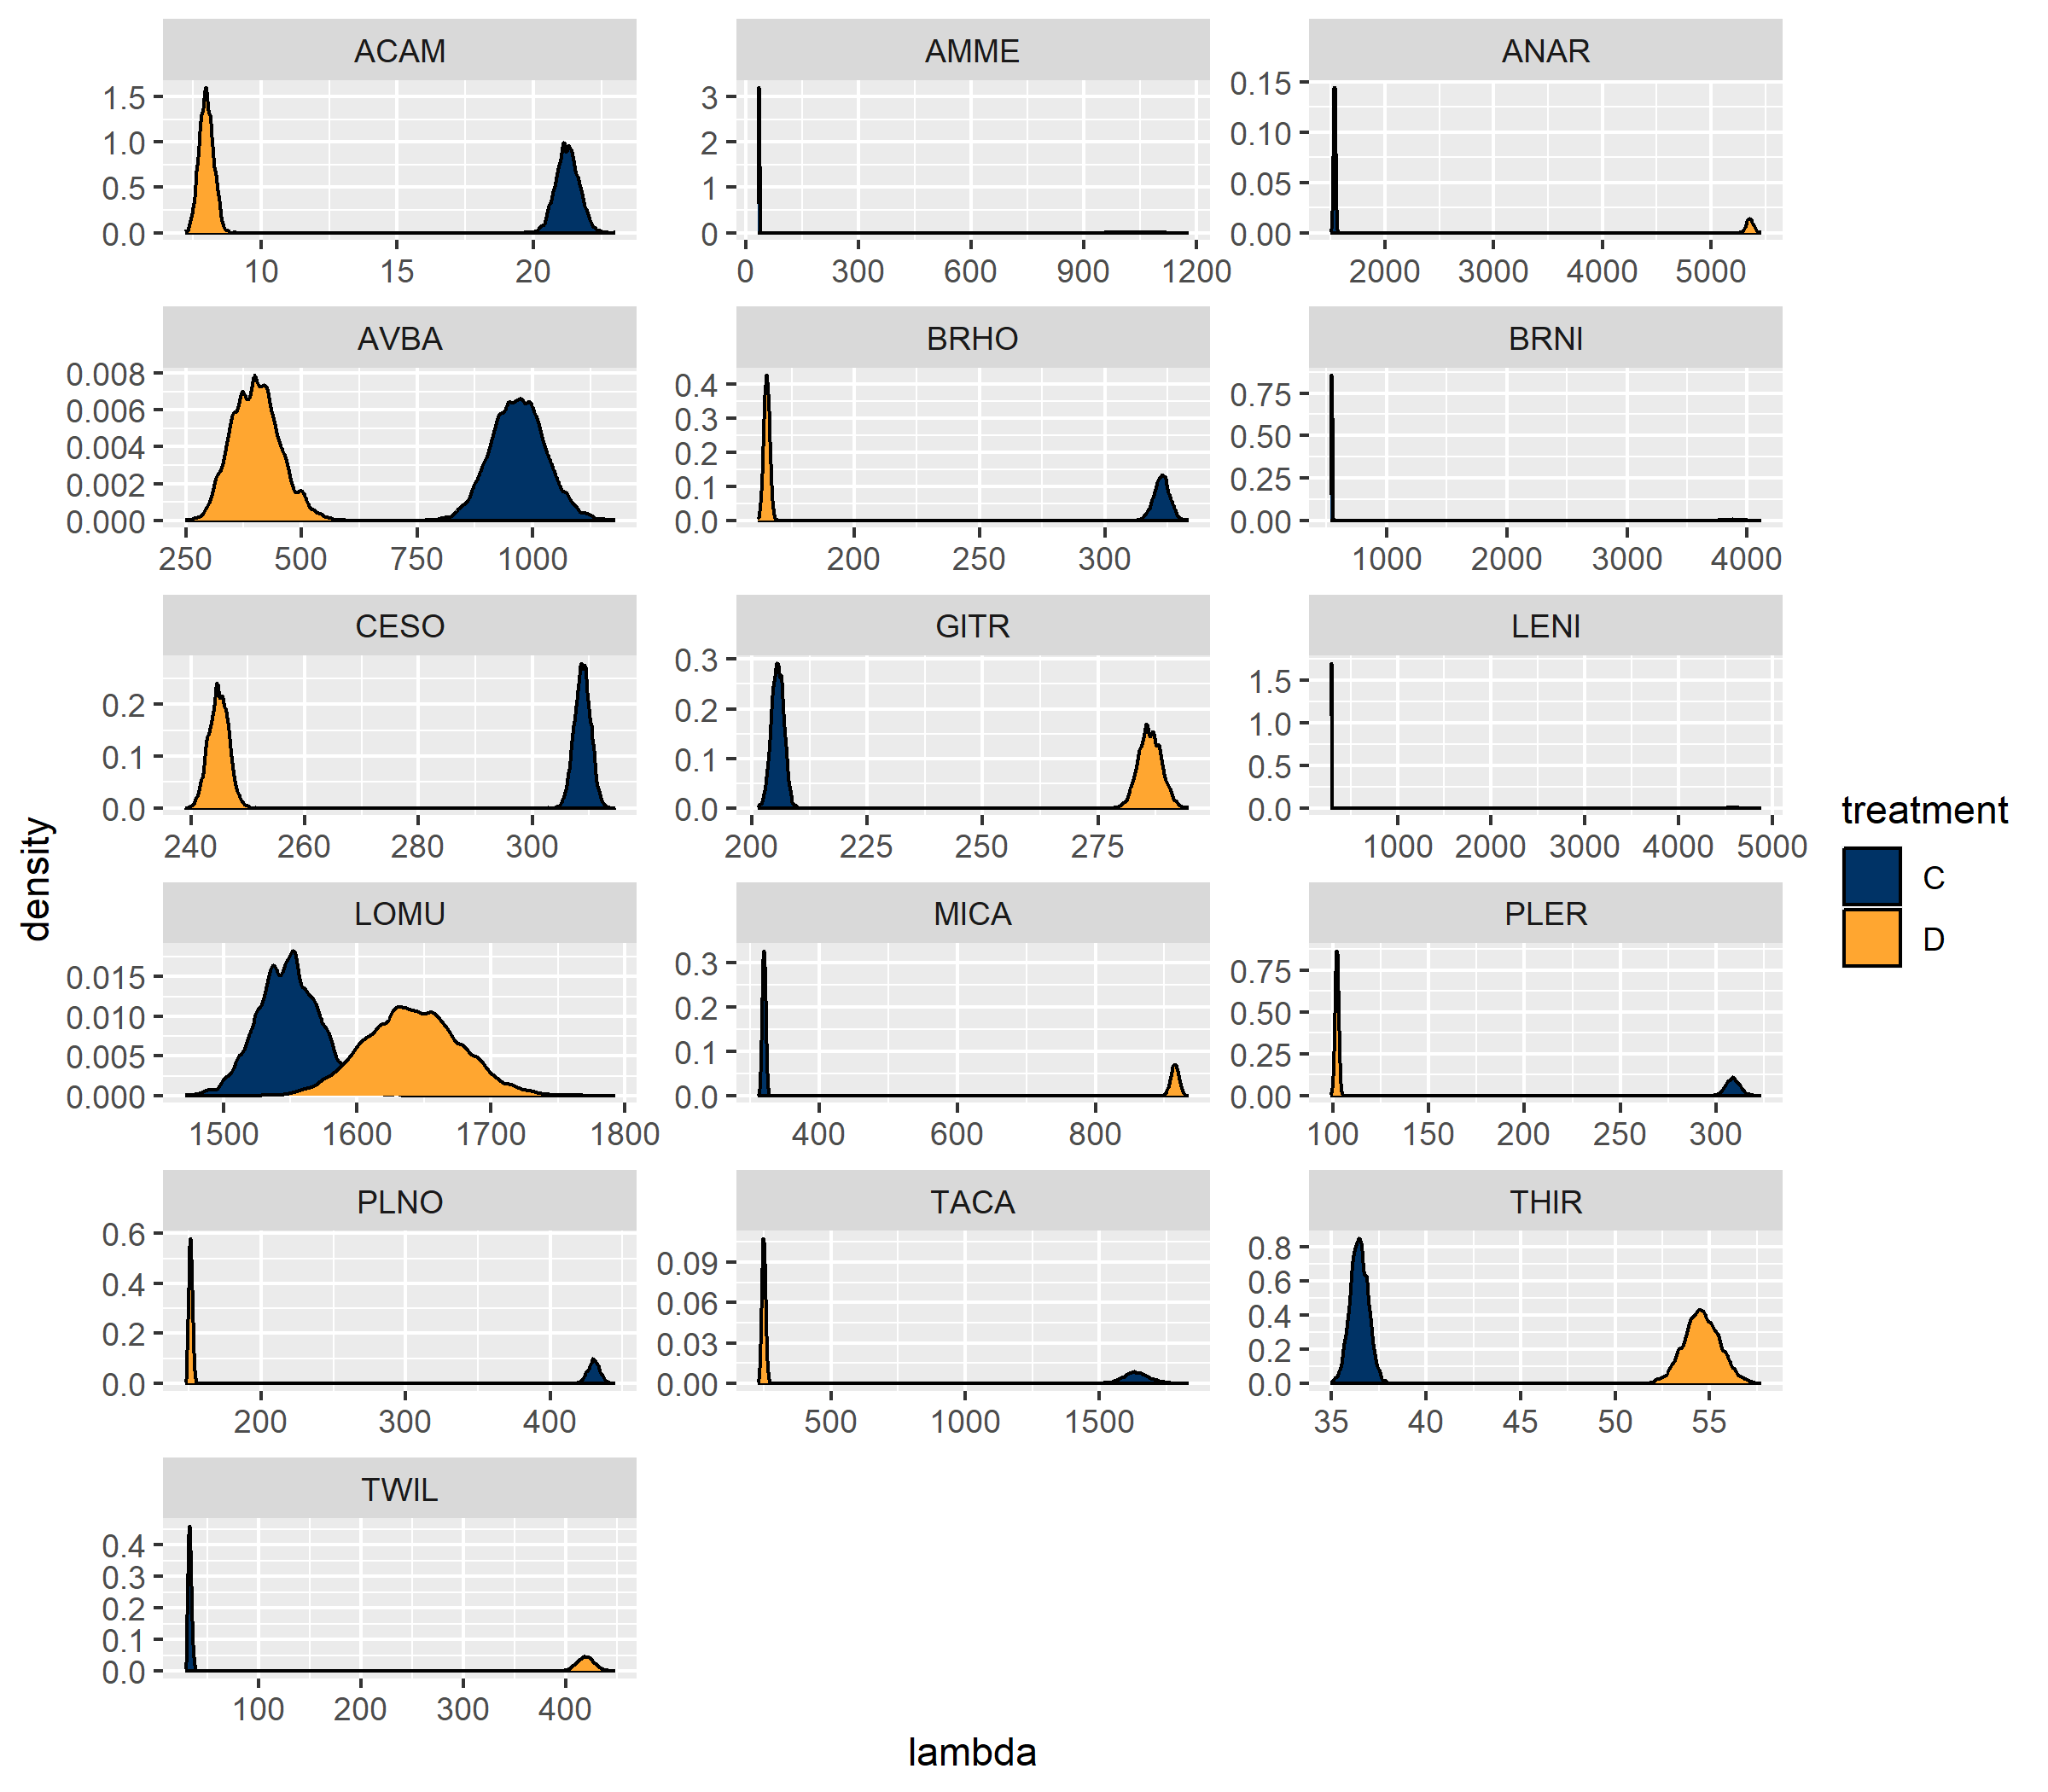 ACAM AMME ANAR
1.5 1.0 0.5 0.0
10 15 20
3 2 1 0
0 300 600 900 1200
0.15 0.10 0.05 0.00
2000 3000 4000 5000
AVBA BRHO BRNI
0.008 0.006 0.004 0.002 0.000
250 500 750 1000
0.4 0.3 0.2 0.1 0.0
200 250 300
0.75 0.50 0.25 0.00
1000 2000 3000 4000
CESO GITR LENI
0.2 0.1 0.0
240 260 280 300
0.3 0.2 0.1 0.0
200 225 250 275
1.5 1.0 0.5 0.0
1000 2000 3000 4000 5000
LOMU MICA PLER
0.015 0.010 0.005 0.000
1500 1600 1700 1800
0.3 0.2 0.1 0.0
400 600 800
0.75 0.50 0.25 0.00
100 150 200 250 300
PLNO TACA THIR
0.6 0.4 0.2 0.0
200 300 400
0.09 0.06 0.03 0.00
500 1000 1500
0.8 0.6 0.4 0.2 0.0
35 40 45 50 55
TWIL
0.4 0.3 0.2 0.1 0.0
100 200 300 400
density
lambda
treatment
C
D